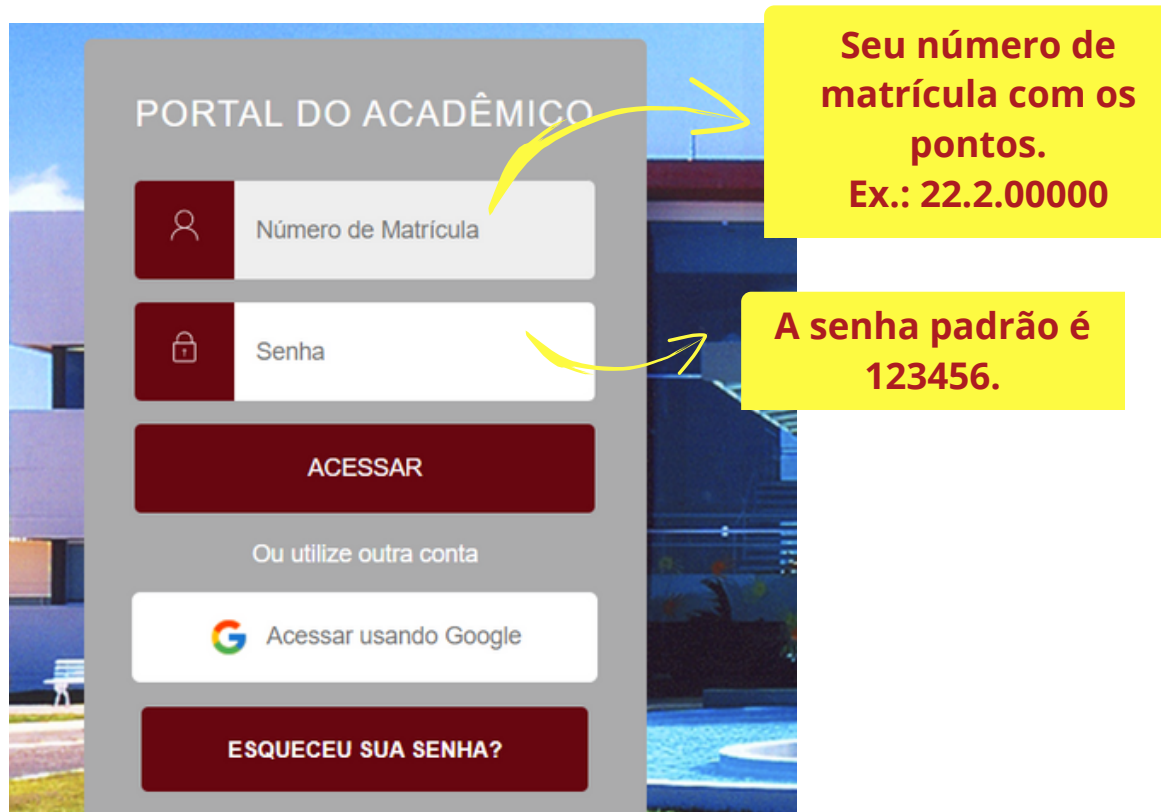 PORTAL DO ACADÊMICO
Número de Matrícula
Senha
ACESSAR
Ou utilize outra conta
Acessar usando Google
ESQUECEU SUA SENHA?
Seu número de
matrícula com os
pontos.
Ex.: 22.2.00000
A senha padrão é
123456.